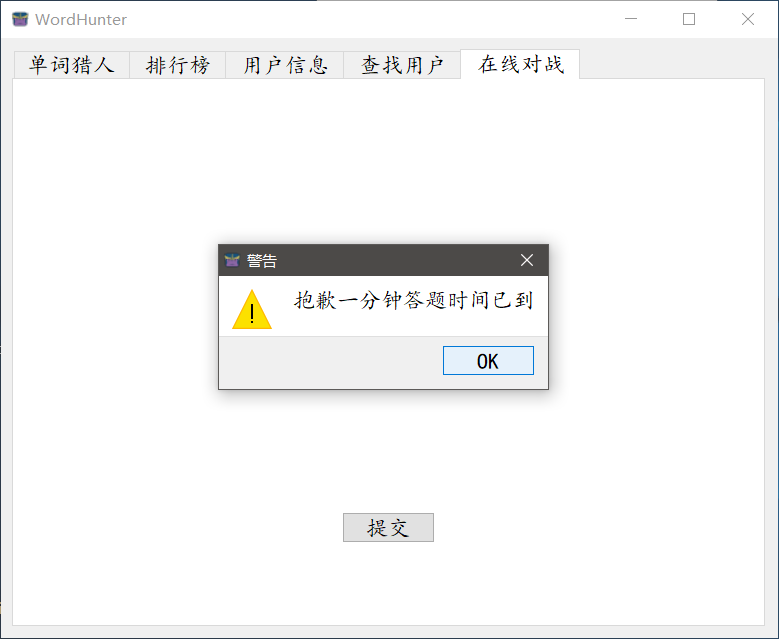 WordHunter
单词猎人 排行榜 用户信息 查找用户 在线对战
警告
抱歉一分钟答题时间已到
OK
提交